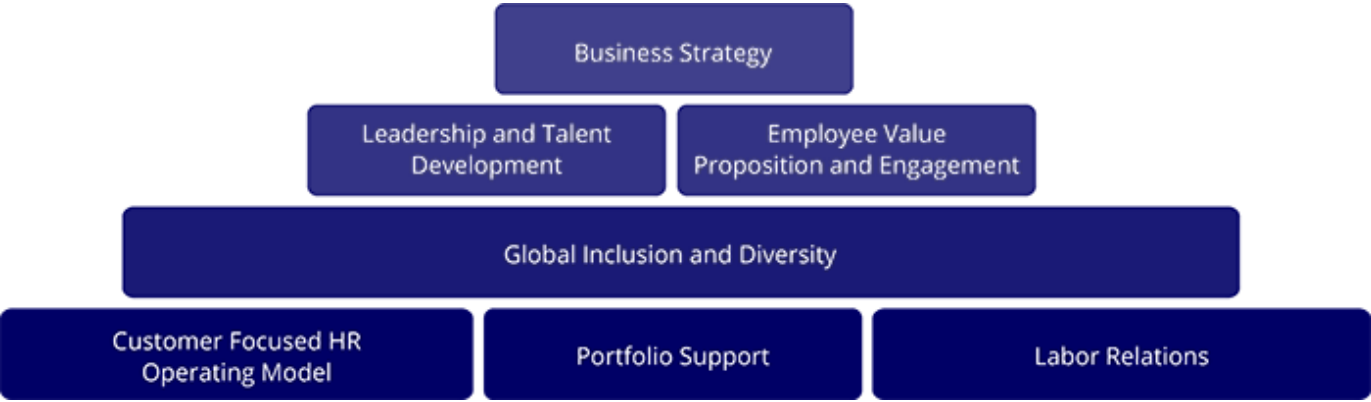 Business Strategy
Leadership and Talent
Development
Employee Value
Proposition and Engagement
Global Inclusion and Diversity
Customer Focused HR
Operating Model
Portfolio Support
Labor Relations